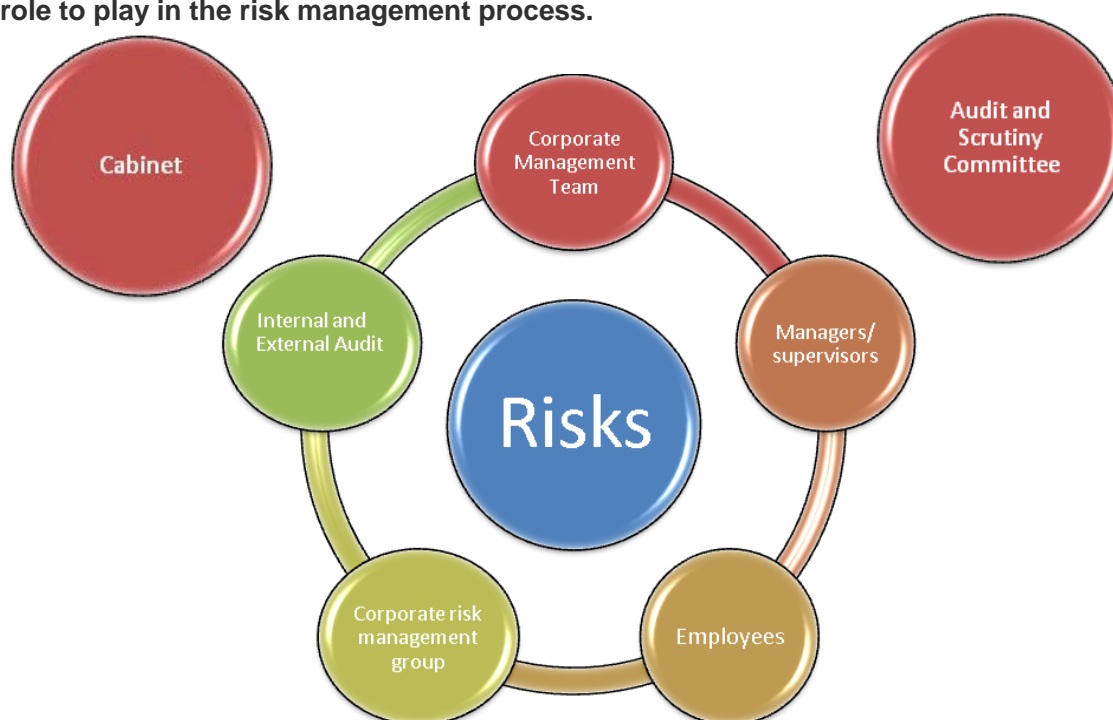 role to play in the risk management process.
Cabinet
Corporate
Management
Team
Audit and
Scrutiny
Committee
Internal and
External Audit
Managers/
supervisors
Risks
Corporate risk
management
group
Employees